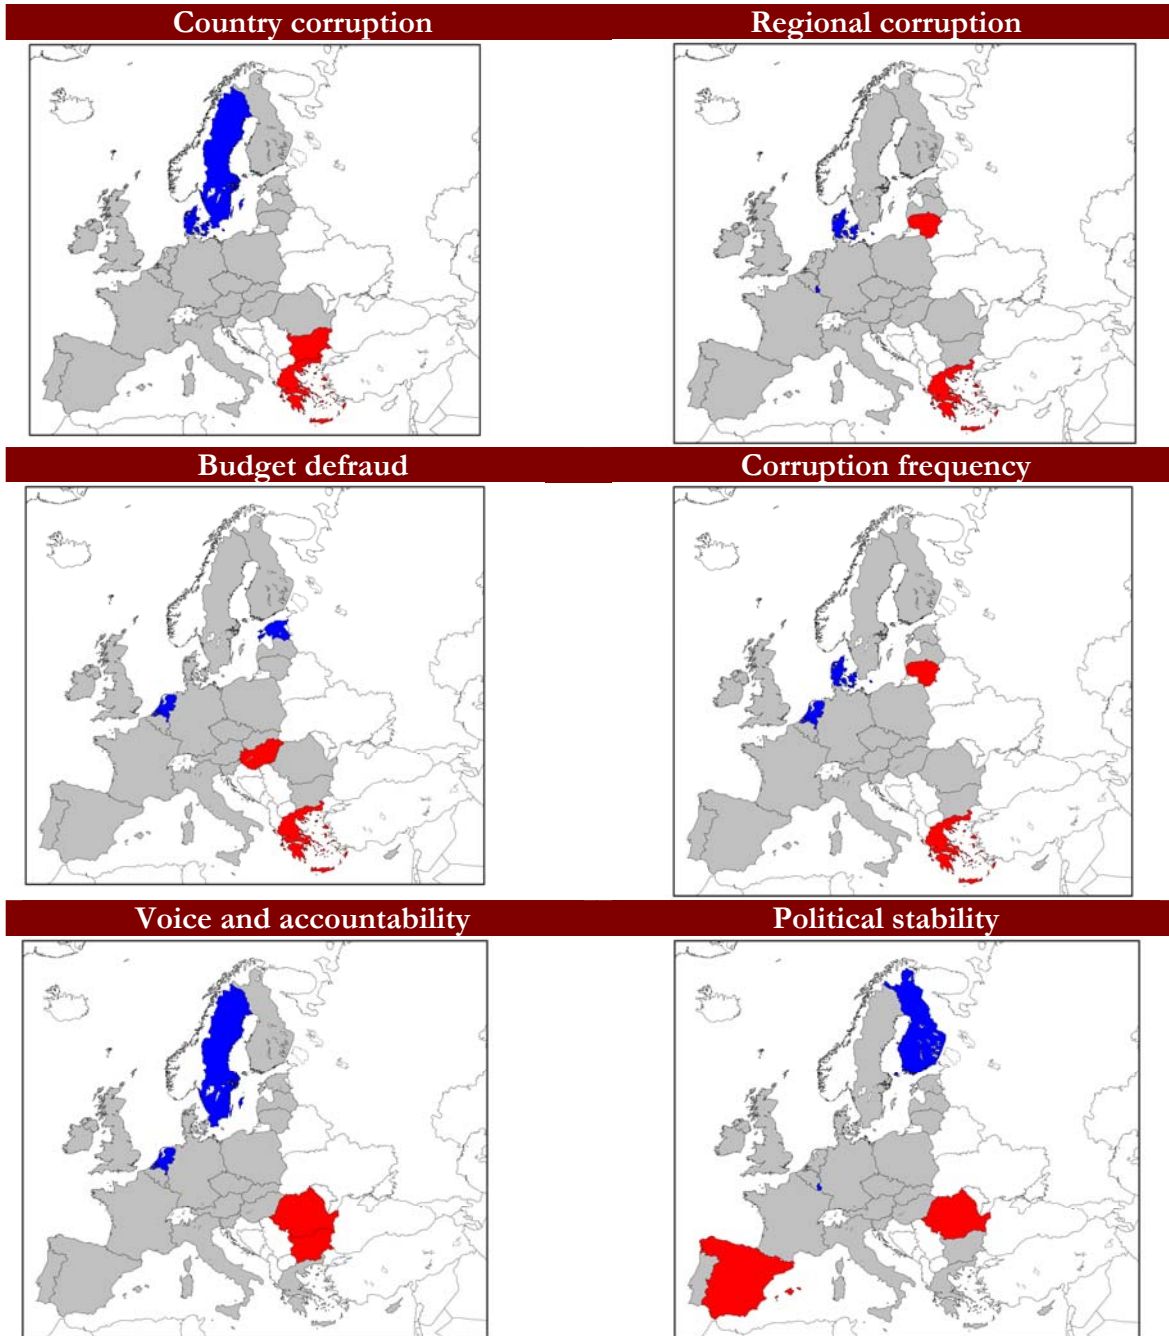 Country corruption
Regional corruption
Budget defraud
Corruption frequency
Voice and accountability
Political stability